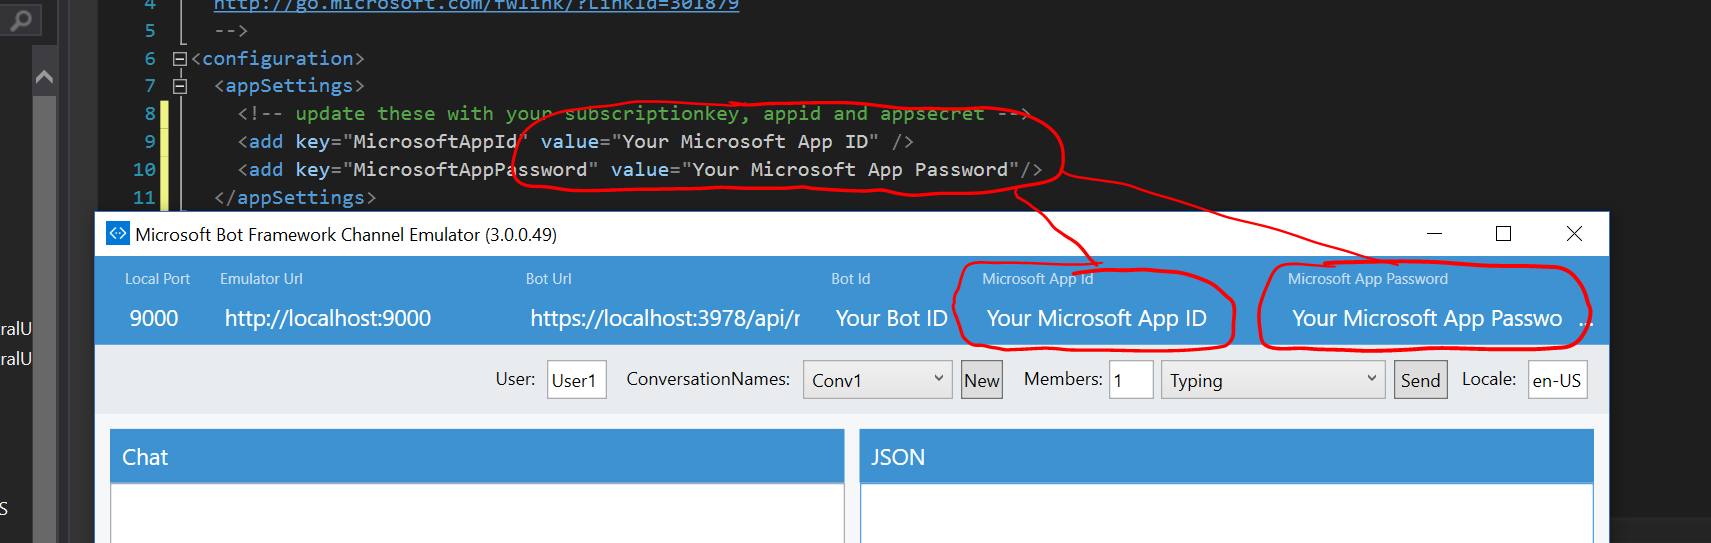 4 http://go.microsoft.com/fwlink/?LinkId=301879
5 -->
6 <configuration>
7 <appSettings>
8 <!-- update these with your subscriptionkey, appid and appsecret -->
9 <add key="MicrosoftAppId" value="Your Microsoft App ID" />
10 <add key="MicrosoftAppPassword" value="Your Microsoft App Password"/>
11 </appSettings>
Microsoft Bot Framework Channel Emulator (3.0.0.49)
Local Port Emulator Url Bot Url Bot Id Microsoft App Id Microsoft App Password
9000 http://localhost:9000 https://localhost:3978/api/r Your Bot ID Your Microsoft App ID Your Microsoft App Passwo ...
ralU
ralU
User: User1 ConversationNames: Conv1 New Members: 1 Typing Send Locale: en-US
Chat JSON
S